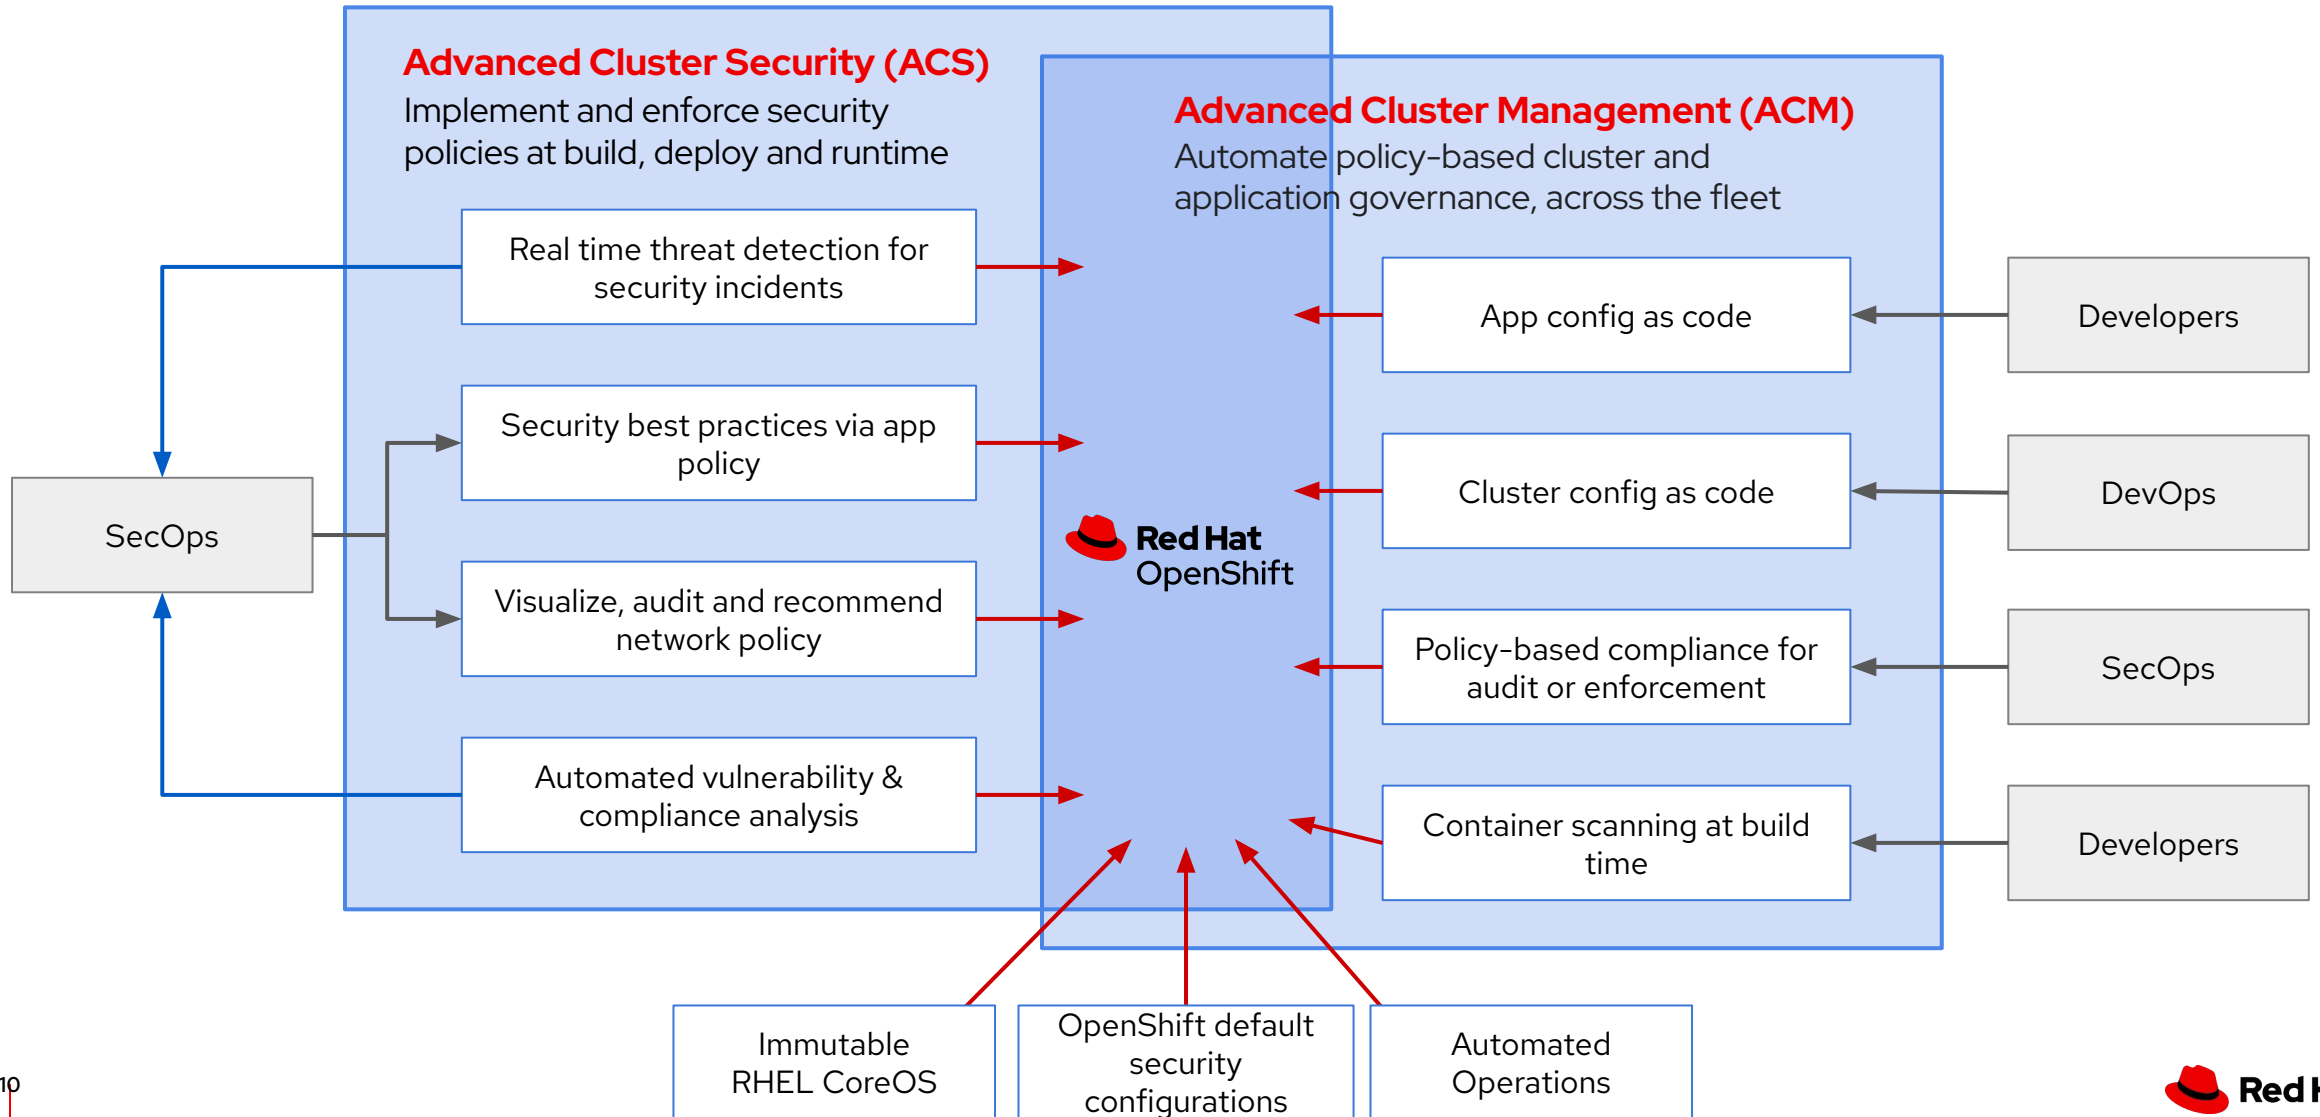 Advanced Cluster Security (ACS)
Implement and enforce security
policies at build, deploy and runtime
Advanced Cluster Management (ACM)
Automate policy-based cluster and
application governance, across the fleet
Real time threat detection for
security incidents
Security best practices via app
policy
Visualize, audit and recommend
network policy
Automated vulnerability &
compliance analysis
SecOps
Red Hat
OpenShift
App config as code
Cluster config as code
Policy-based compliance for
audit or enforcement
Container scanning at build
time
Developers
DevOps
SecOps
Developers
Immutable
RHEL CoreOS
OpenShift default
security
configurations
Automated
Operations
10
Red